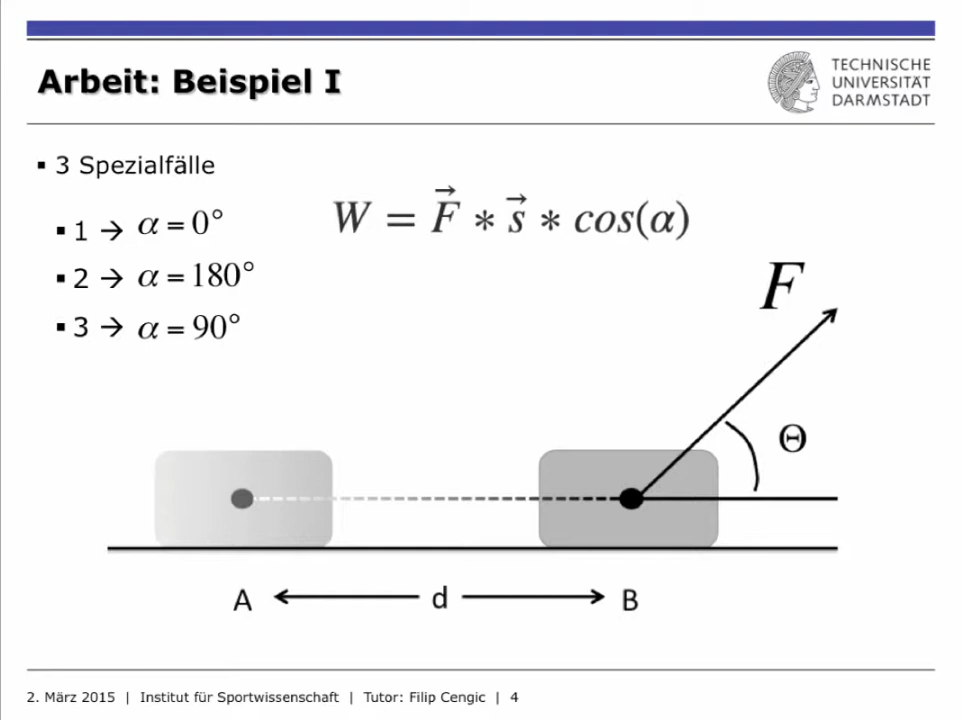 Arbeit: Beispiel I
TECHNISCHE
UNIVERSITÄT
DARMSTADT
▪ 3 Spezialfälle
▪ 1 → α = 0°
▪ 2 → α = 180°
▪ 3 → α = 90°
W = F⃗ * s⃗ * cos(α)
F
Θ
A d B
2. März 2015 | Institut für Sportwissenschaft | Tutor: Filip Cengic | 4